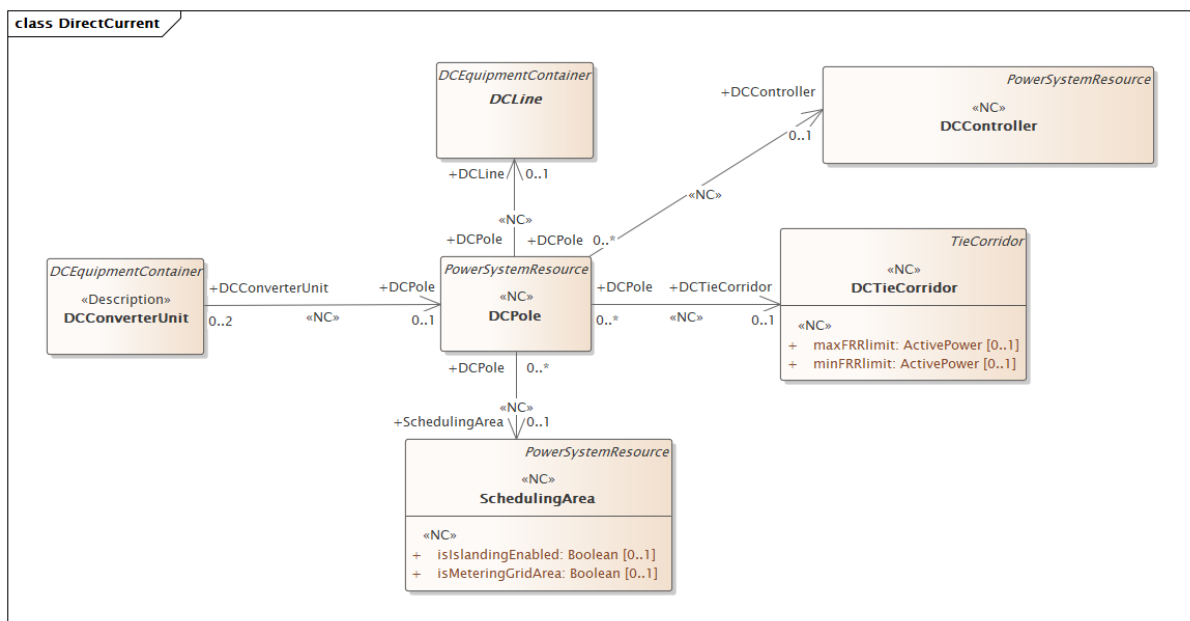 class DirectCurrent
DCEquipmentContainer
DCLine
+DCLine
0..1
«NC»
+DCPole
PowerSystemResource
«NC»
DCController
+DCController
0..1
«NC»
+DCPole 0..*
DCEquipmentContainer
«Description»
DCConverterUnit
+DCConverterUnit
+DCPole
0..2
«NC»
0..1
PowerSystemResource
«NC»
DCPole
+DCPole
+DCTieCorridor
0..*
«NC»
0..1
TieCorridor
«NC»
DCTieCorridor
«NC»
+ maxFRRlimit: ActivePower [0..1]
+ minFRRlimit: ActivePower [0..1]
+DCPole
0..*
«NC»
+SchedulingArea
0..1
PowerSystemResource
«NC»
SchedulingArea
«NC»
+ isIslandingEnabled: Boolean [0..1]
+ isMeteringGridArea: Boolean [0..1]